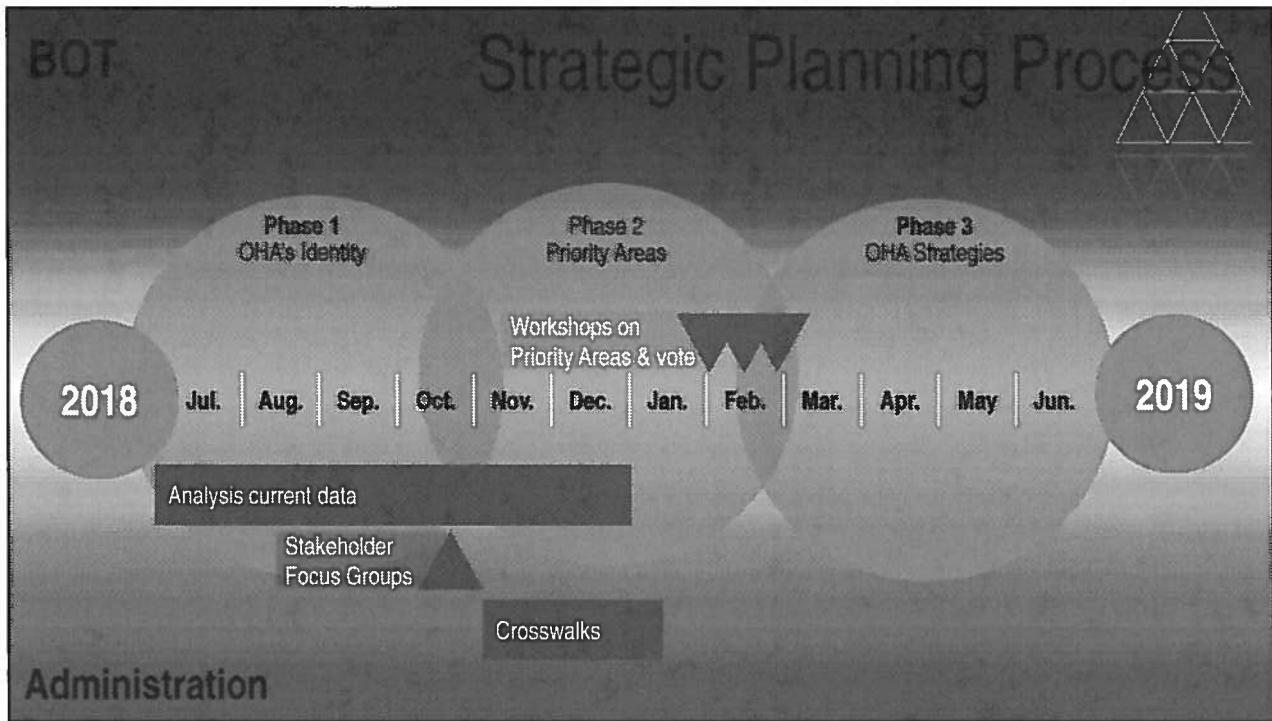 BOT
Strategic Planning Process
Phase 1
OHA's Identity
Phase 2
Priority Areas
Phase 3
OHA Strategies
Workshops on
Priority Areas & vote
2018 Jul. Aug. Sep. Oct. Nov. Dec. Jan. Feb. Mar. Apr. May Jun. 2019
Analysis current data
Stakeholder
Focus Groups
Crosswalks
Administration